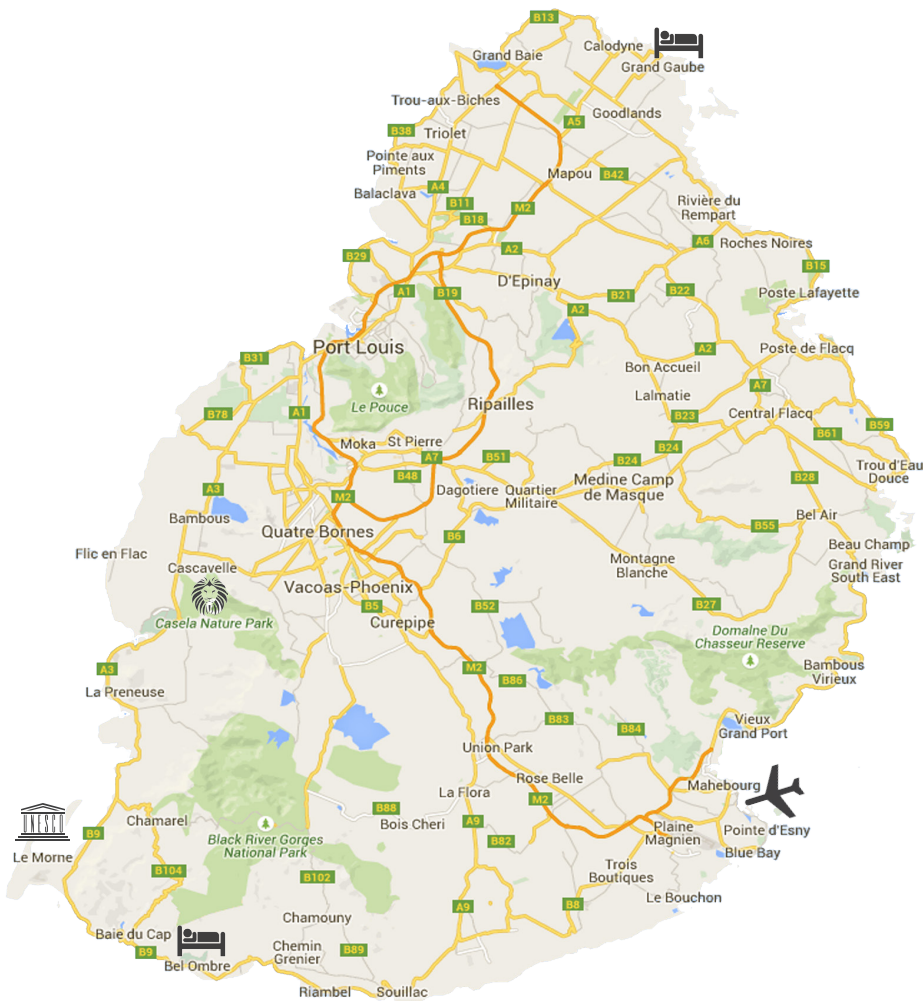 B13
Calodyne
Grand Baie
Grand Gaube
Trou-aux-Biches
Goodlands
A5
B38
Triolet
Pointe aux
Piments
Mapou
B42
A4
Balaclava
B11
M2
B18
Rivière du
Rempart
A6
Roches Noires
A2
B29
B15
D'Epinay
A1
B19
B21
B22
Poste Lafayette
A2
Port Louis
A2
Poste de Flacq
B31
Bon Accueil
A7
Le Pouce
Lalmatie
Ripailles
B78
A1
B23
Central Flacq
B59
B61
Moka
St Pierre
A7
B51
B24
B24
Trou d'Eau
Douce
B48
B28
A3
M2
Dagotiere
Quartier
Militaire
Medine Camp
de Masque
Bambous
Bel Air
Quatre Bornes
B6
B55
Beau Champ
Flic en Flac
Cascavelle
Montagne
Blanche
Grand River
South East
Vacoas-Phoenix
B5
B52
B27
Casela Nature Park
Curepipe
Domaine Du
Chasseur Reserve
A3
M2
B86
Bambous
Virieux
La Preneuse
B83
B84
Vieux
Grand Port
Union Park
Rose Belle
Mahebourg
La Flora
M2
UNESCO
Chamarel
B88
Bois Cheri
A9
B9
Black River Gorges
National Park
B82
Plaine
Magnien
Pointe d'Esny
Blue Bay
Le Morne
B104
B102
Trois
Boutiques
Le Bouchon
A9
B8
Chamouny
Baie du Cap
B9
Chemin
Grenier
B89
Bel Ombre
Riambel
Souillac